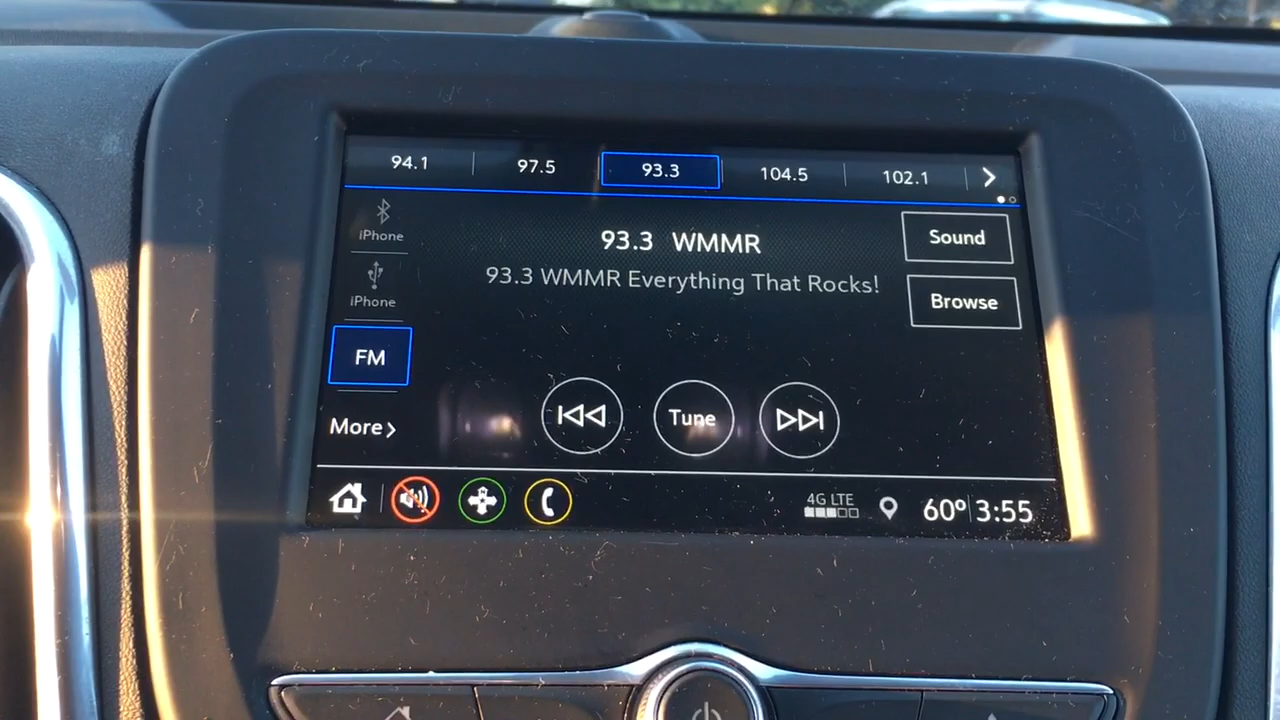 94.1 97.5 93.3 104.5 102.1
iPhone
93.3 WMMR
Sound
93.3 WMMR Everything That Rocks!
iPhone
Browse
FM
More
Tune
4G LTE
60° 3:55